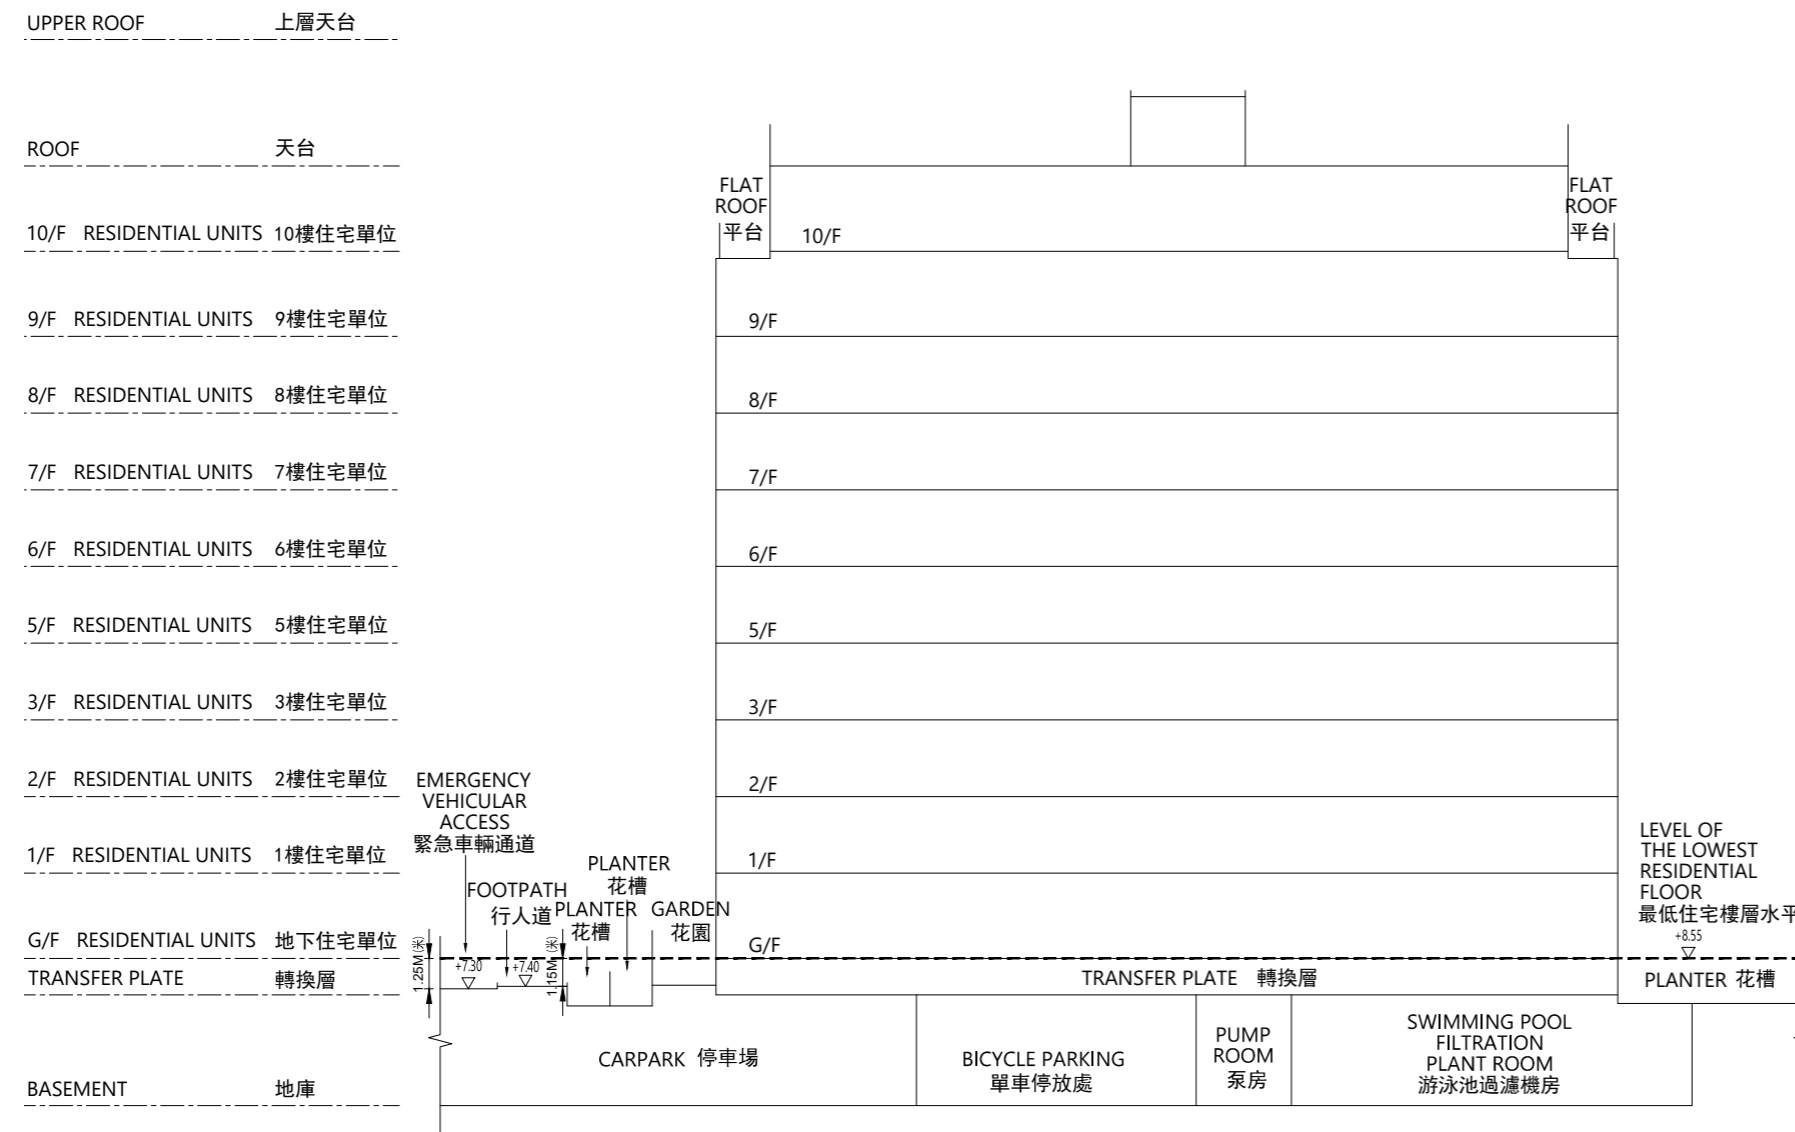 UPPER ROOF 上層天台
ROOF 天台
FLAT
ROOF
平台
FLAT
ROOF
平台
10/F RESIDENTIAL UNITS 10樓住宅單位
10/F
9/F RESIDENTIAL UNITS 9樓住宅單位
9/F
8/F RESIDENTIAL UNITS 8樓住宅單位
8/F
7/F RESIDENTIAL UNITS 7樓住宅單位
7/F
6/F RESIDENTIAL UNITS 6樓住宅單位
6/F
5/F RESIDENTIAL UNITS 5樓住宅單位
5/F
3/F RESIDENTIAL UNITS 3樓住宅單位
3/F
2/F RESIDENTIAL UNITS 2樓住宅單位
2/F
EMERGENCY
VEHICULAR
ACCESS
緊急車輛通道
1/F RESIDENTIAL UNITS 1樓住宅單位
1/F
FOOTPATH
行人道
PLANTER
花槽
PLANTER
花槽
GARDEN
花園
LEVEL OF
THE LOWEST
RESIDENTIAL
FLOOR
最低住宅樓層水平
+8.55
G/F RESIDENTIAL UNITS 地下住宅單位
G/F
1.25M(米)
+7.30
+7.40
1.15M(米)
TRANSFER PLATE 轉換層
TRANSFER PLATE 轉換層
PLANTER 花槽
CARPARK 停車場
BICYCLE PARKING
單車停放處
PUMP
ROOM
泵房
SWIMMING POOL
FILTRATION
PLANT ROOM
游泳池過濾機房
BASEMENT 地庫